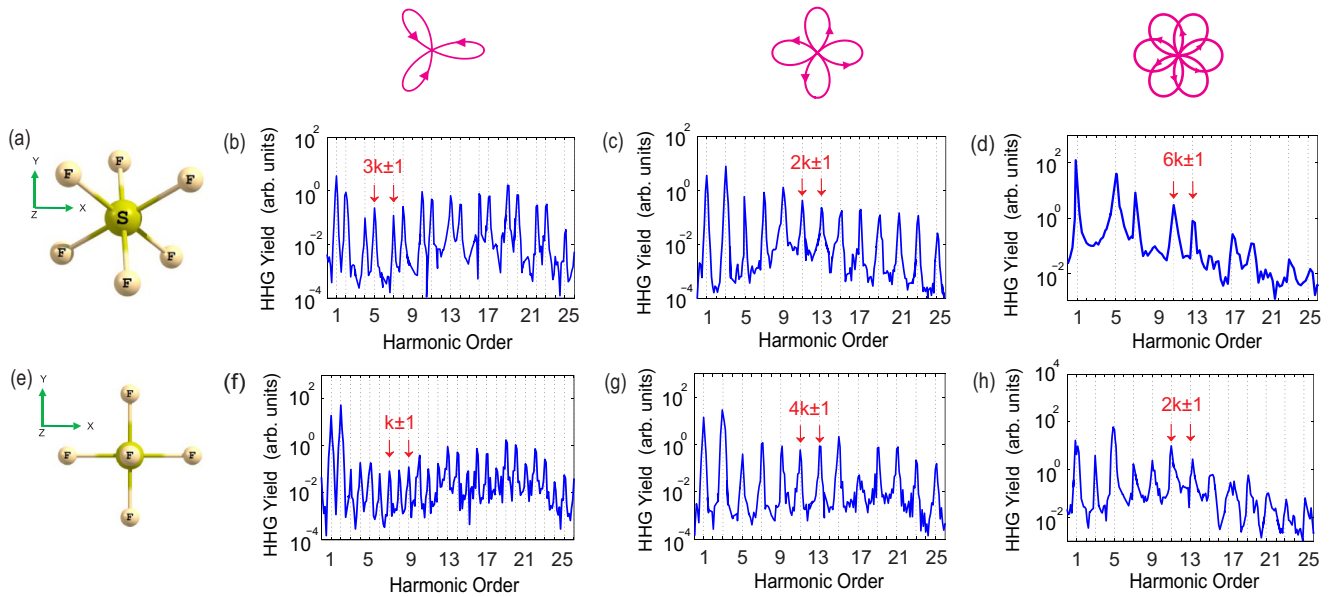 (a)
Y
Z
X
F
F
F
S
F
F
F
(b)
HHG Yield (arb. units)
10^2
10^0
10^−2
10^−4
3k±1
1 5 9 13 17 21 25
Harmonic Order
(c)
HHG Yield (arb. units)
10^2
10^0
10^−2
10^−4
2k±1
1 5 9 13 17 21 25
Harmonic Order
(d)
HHG Yield (arb. units)
10^2
10^0
10^−2
6k±1
1 5 9 13 17 21 25
Harmonic Order
(e)
Y
Z
X
F
F
F
F
F
(f)
HHG Yield (arb. units)
10^2
10^0
10^−2
10^−4
k±1
1 5 9 13 17 21 25
Harmonic Order
(g)
HHG Yield (arb. units)
10^2
10^0
10^−2
10^−4
4k±1
1 5 9 13 17 21 25
Harmonic Order
(h)
HHG Yield (arb. units)
10^4
10^2
10^0
10^−2
2k±1
1 5 9 13 17 21 25
Harmonic Order